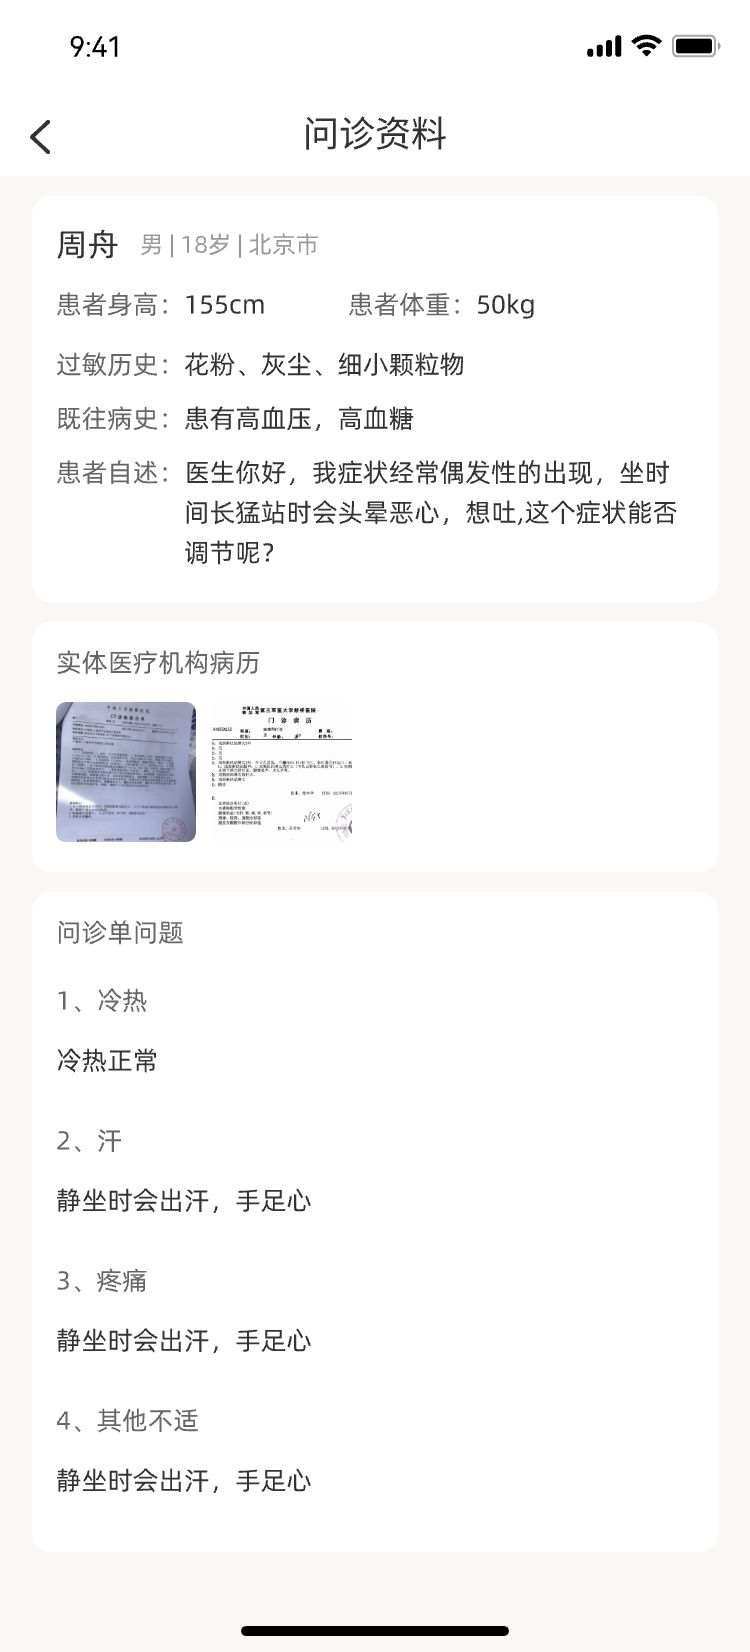 9:41
问诊资料
周舟 男 | 18岁 | 北京市
患者身高：155cm 患者体重：50kg
过敏历史：花粉、灰尘、细小颗粒物
既往病史：患有高血压，高血糖
患者自述：医生你好，我症状经常偶发性的出现，坐时
间长猛站时会头晕恶心，想吐,这个症状能否
调节呢？
实体医疗机构病历
门 诊 病 历
问诊单问题
1、冷热
冷热正常
2、汗
静坐时会出汗，手足心
3、疼痛
静坐时会出汗，手足心
4、其他不适
静坐时会出汗，手足心